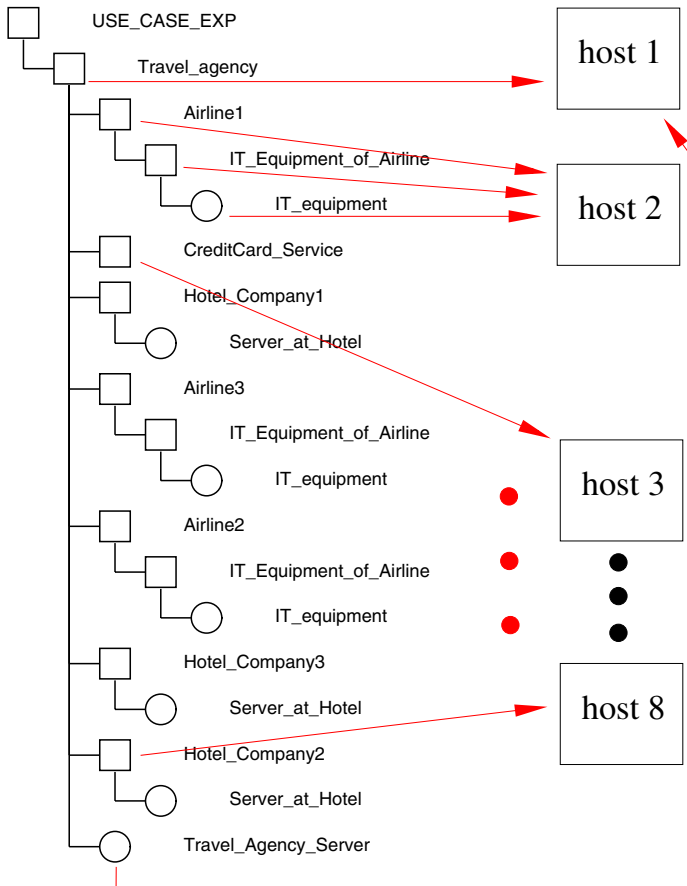 USE_CASE_EXP
Travel_agency
host 1
Airline1
IT_Equipment_of_Airline
IT_equipment
host 2
CreditCard_Service
Hotel_Company1
Server_at_Hotel
Airline3
IT_Equipment_of_Airline
IT_equipment
host 3
Airline2
IT_Equipment_of_Airline
IT_equipment
Hotel_Company3
Server_at_Hotel
host 8
Hotel_Company2
Server_at_Hotel
Travel_Agency_Server